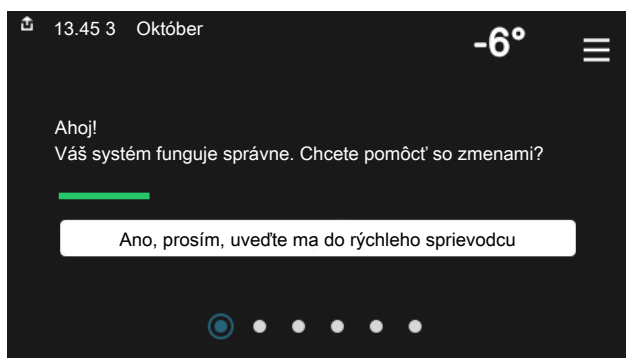 13.45 3 Október
-6°
Ahoj!
Váš systém funguje správne. Chcete pomôcť so zmenami?
Ano, prosím, uveďte ma do rýchleho sprievodcu